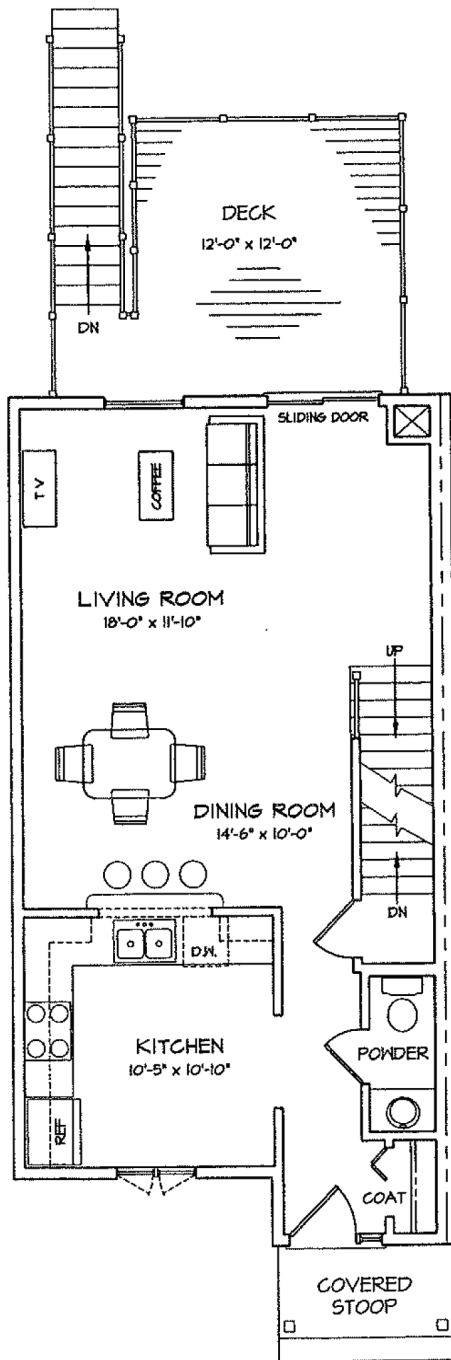 DECK
12'-0" x 12'-0"
DN
SLIDING DOOR
TV
COFFEE
LIVING ROOM
18'-0" x 11'-10"
UP
DINING ROOM
14'-6" x 10'-0"
DN
D.W.
KITCHEN
10'-5" x 10'-10"
POWDER
REF
COAT
COVERED
STOOP